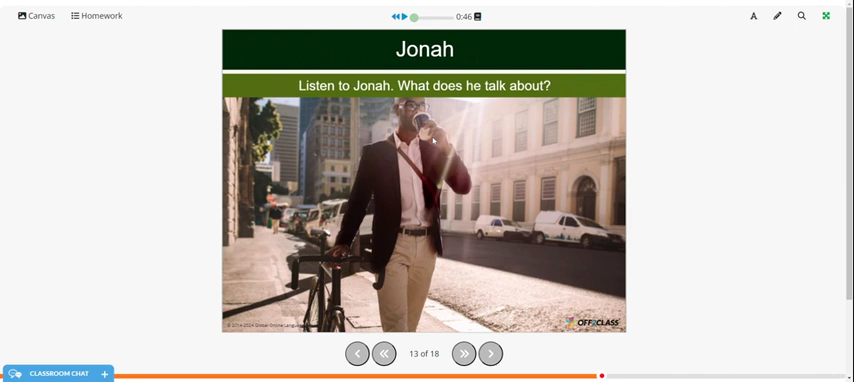 Canvas
Homework
0:46
A
Jonah
Listen to Jonah. What does he talk about?
OFF2CLASS
13 of 18
CLASSROOM CHAT +